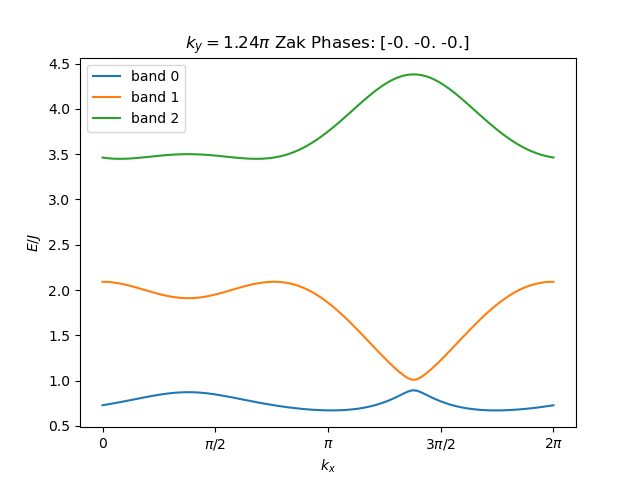 $k_y = 1.24\pi$ Zak Phases: [-0. -0. -0.]
band 0
band 1
band 2
4.5
4.0
3.5
3.0
2.5
2.0
1.5
1.0
0.5
E/J
0 π/2 π 3π/2 2π
$k_x$